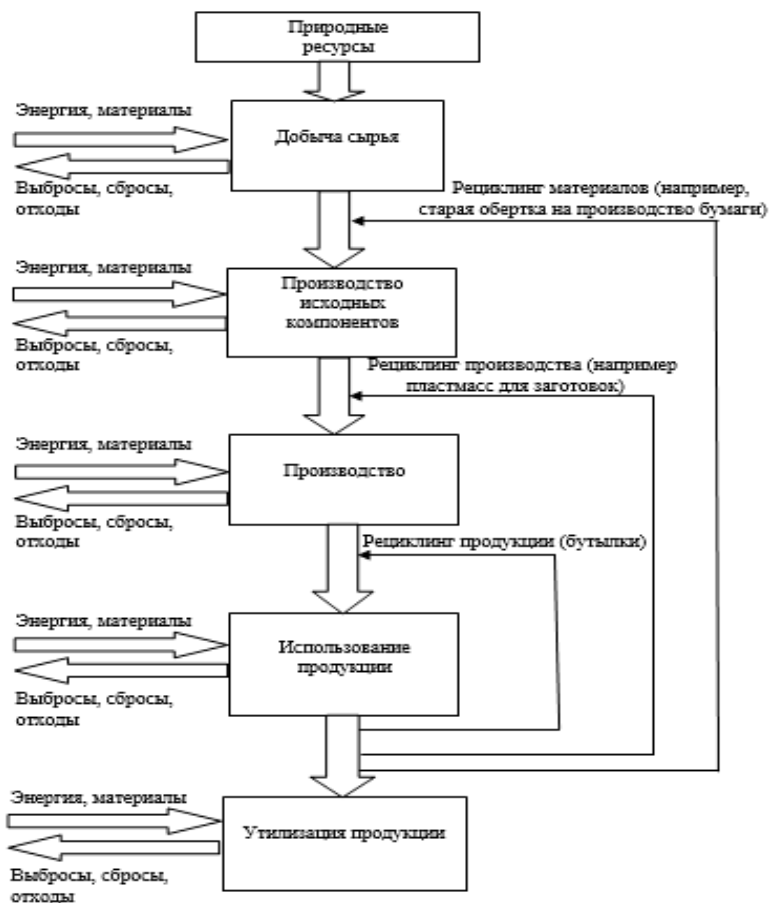 Природные
ресурсы
Энергия, материалы
Добыча сырья
Выбросы, сбросы,
отходы
Рециклинг материалов (например,
старая обертка на производство бумаги)
Энергия, материалы
Производство
исходных
компонентов
Выбросы, сбросы,
отходы
Рециклинг производства (например
пластмасс для заготовок)
Энергия, материалы
Производство
Выбросы, сбросы,
отходы
Рециклинг продукции (бутылки)
Энергия, материалы
Использование
продукции
Выбросы, сбросы,
отходы
Энергия, материалы
Утилизация продукции
Выбросы, сбросы,
отходы